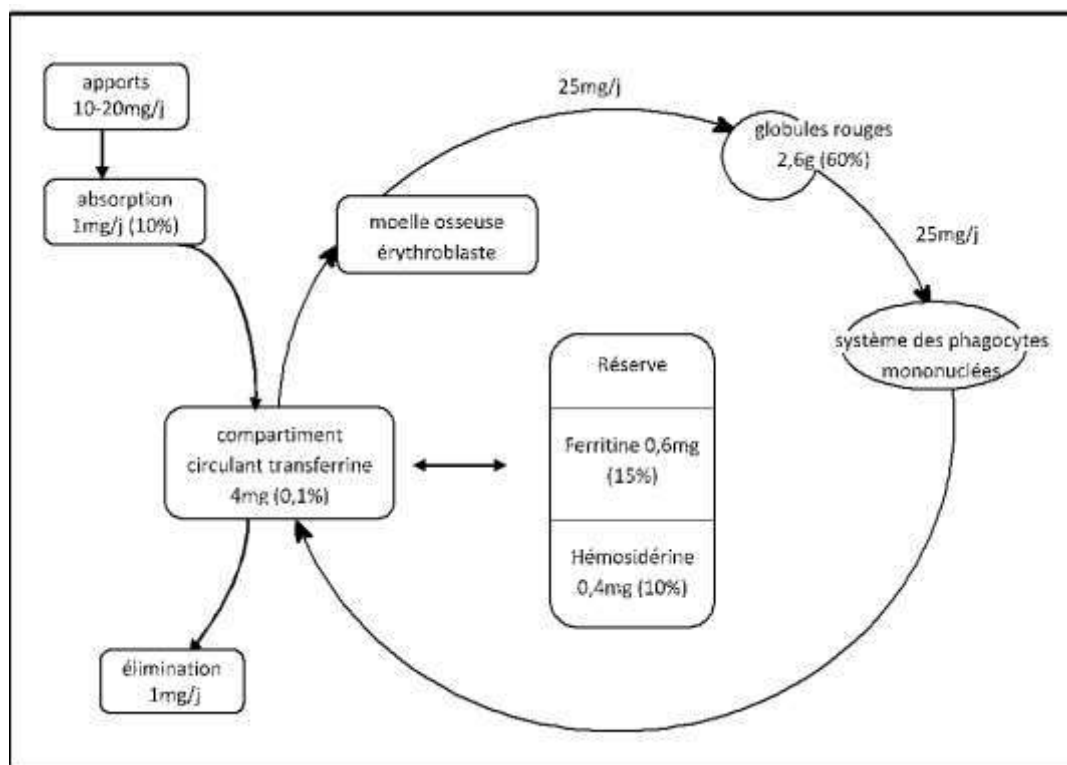 apports
10-20mg/j
absorption
1mg/j (10%)
25mg/j
moelle osseuse
érythroblaste
globules rouges
2,6g (60%)
25mg/j
système des phagocytes
mononuclées
Réserve
Ferritine 0,6mg
(15%)
Hémosidérine
0,4mg (10%)
compartiment
circulant transferrine
4mg (0,1%)
élimination
1mg/j